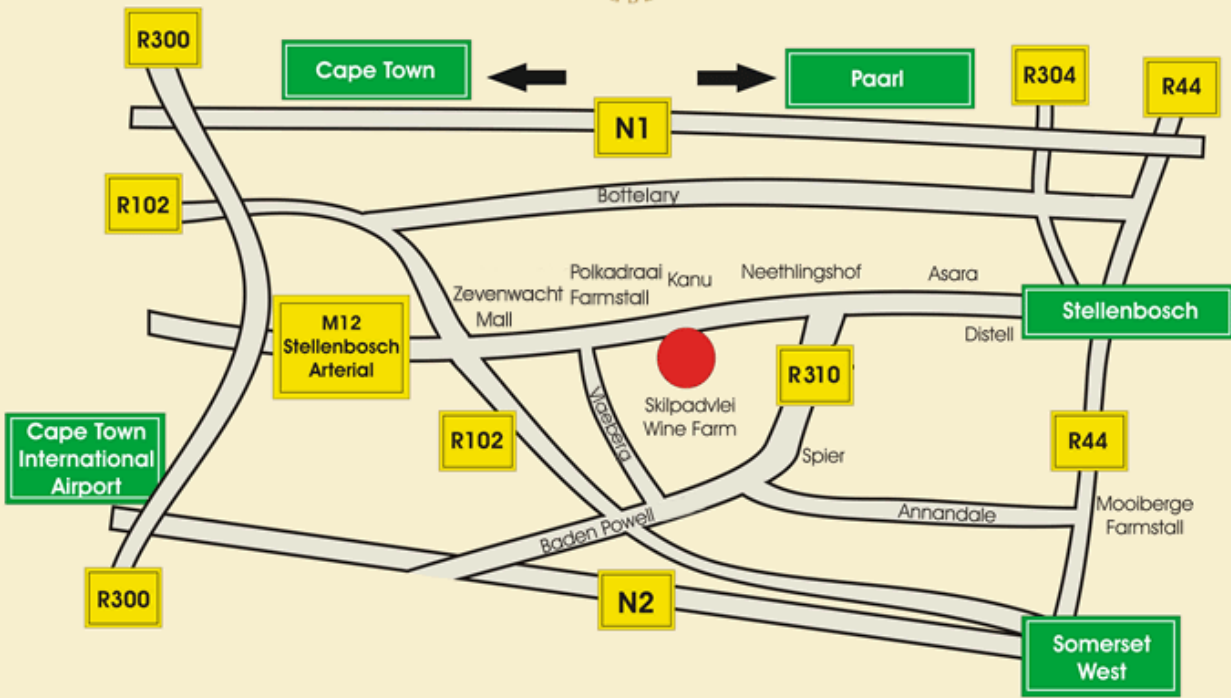 R300
Cape Town
Paarl
R304
R44
N1
R102
Bottelary
Zevenwacht
Mall
Polkadraai
Farmstall
Kanu
Neethlingshof
Asara
Stellenbosch
Distell
M12
Stellenbosch
Arterial
R310
Skilpadvlei
Wine Farm
Vlaeberg
R102
R44
Cape Town
International
Airport
Spier
Baden Powell
Annandale
Mooiberge
Farmstall
R300
N2
Somerset
West